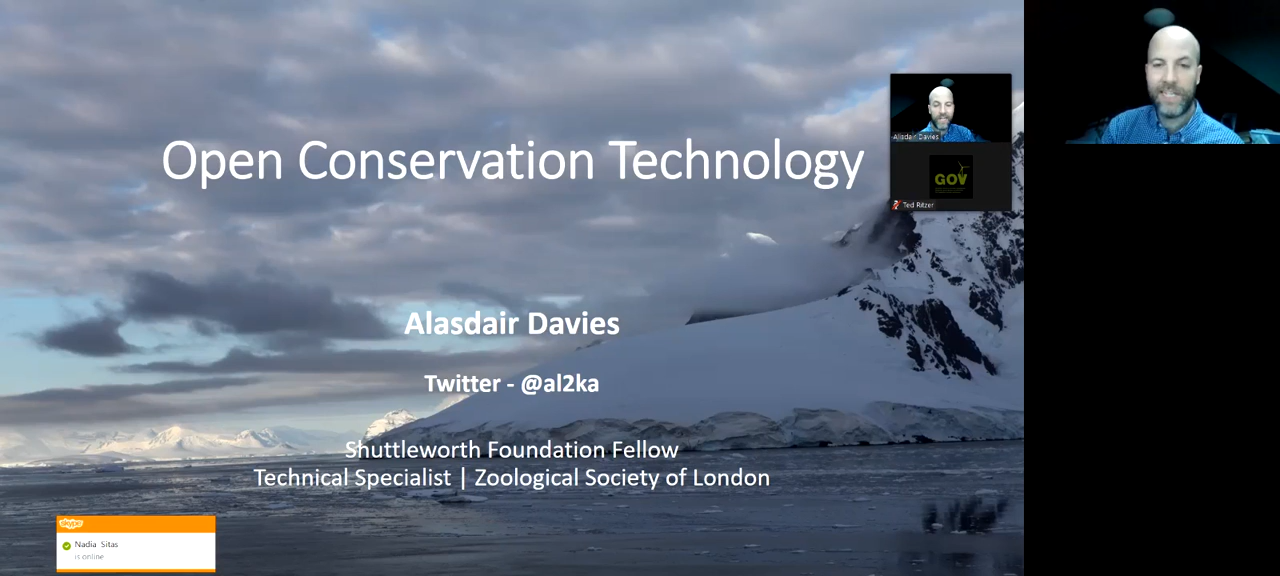 Open Conservation Technology
Alisdair Davies
GOV
Ted Ritzer
Alasdair Davies
Twitter - @al2ka
Shuttleworth Foundation Fellow
Technical Specialist | Zoological Society of London
skype
Nadia Sitas
is online